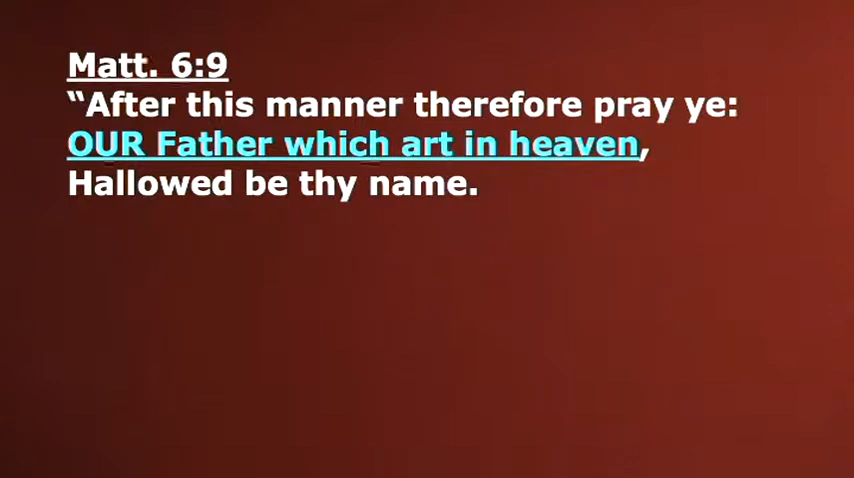 Matt. 6:9
“After this manner therefore pray ye:
OUR Father which art in heaven,
Hallowed be thy name.